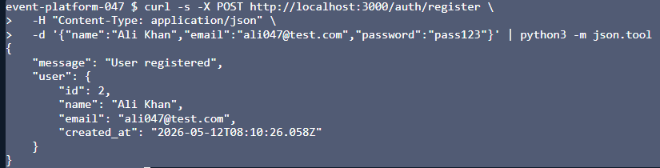 event-platform-047 $ curl -s -X POST http://localhost:3000/auth/register \
>   -H "Content-Type: application/json" \
>   -d '{"name":"Ali Khan","email":"ali047@test.com","password":"pass123"}' | python3 -m json.tool
{
    "message": "User registered",
    "user": {
        "id": 2,
        "name": "Ali Khan",
        "email": "ali047@test.com",
        "created_at": "2026-05-12T08:10:26.058Z"
    }
}